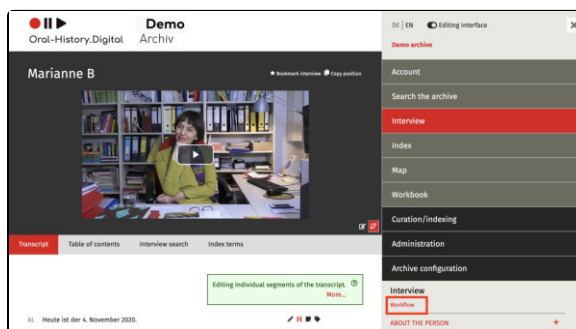 Oral-History.Digital
Demo
Archiv
DE | EN Editing interface
Demo archive
Marianne B
Bookmark interview Copy position
Transcript Table of contents Interview search Index terms
Editing individual segments of the transcript.
More...
AL Heute ist der 4. November 2020.
Account
Search the archive
Interview
Index
Map
Workbook
Curation/indexing
Administration
Archive configuration
Interview
Workflow
ABOUT THE PERSON +